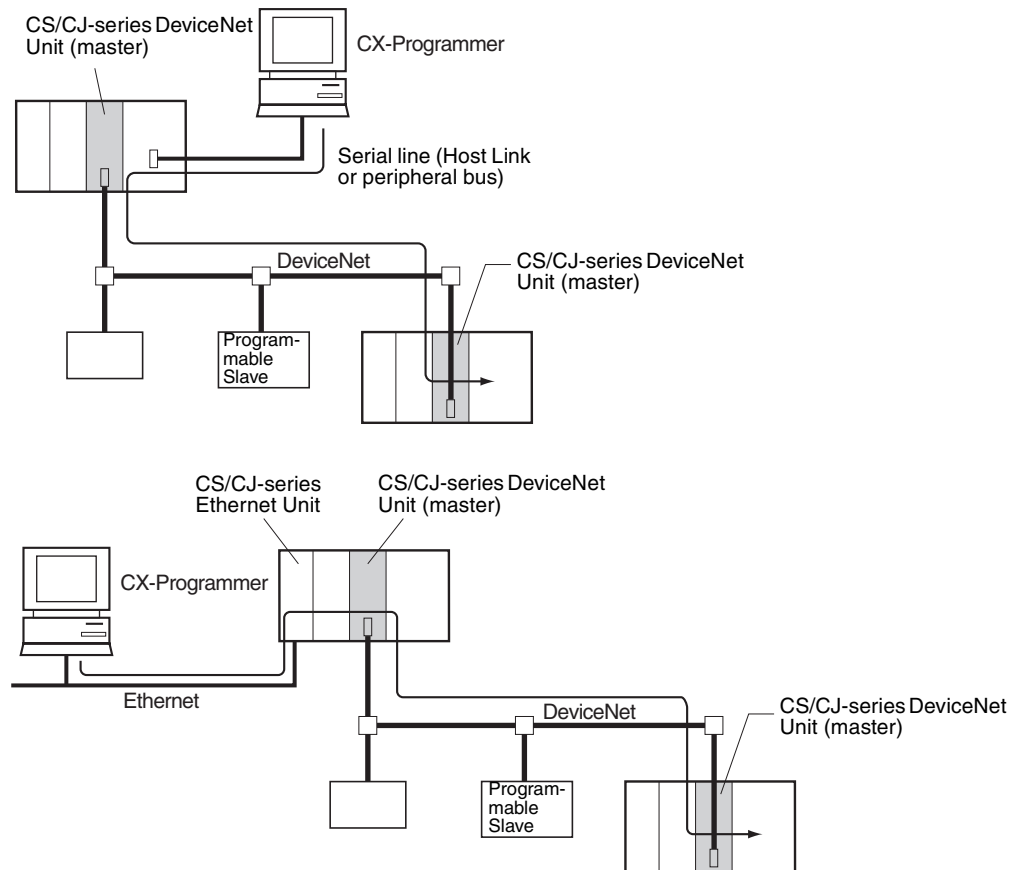 CS/CJ-series DeviceNet
Unit (master)
CX-Programmer
Serial line (Host Link
or peripheral bus)
DeviceNet
CS/CJ-series DeviceNet
Unit (master)
Program-
mable
Slave
CS/CJ-series
Ethernet Unit
CS/CJ-series DeviceNet
Unit (master)
CX-Programmer
Ethernet
DeviceNet
CS/CJ-series DeviceNet
Unit (master)
Program-
mable
Slave